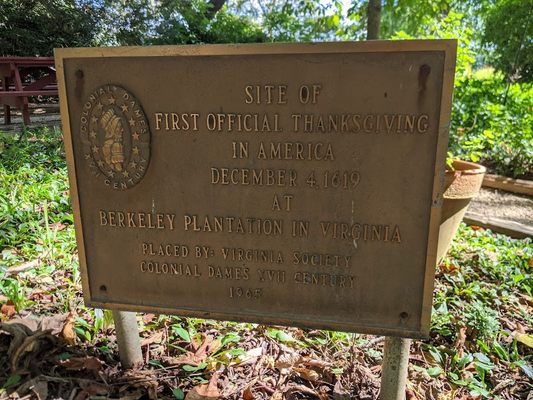 COLONIAL DAMES
XVII CENTURY
SITE OF
FIRST OFFICIAL THANKSGIVING
IN AMERICA
DECEMBER 4, 1619
AT
BERKELEY PLANTATION IN VIRGINIA
PLACED BY: VIRGINIA SOCIETY
COLONIAL DAMES XVII CENTURY
1965